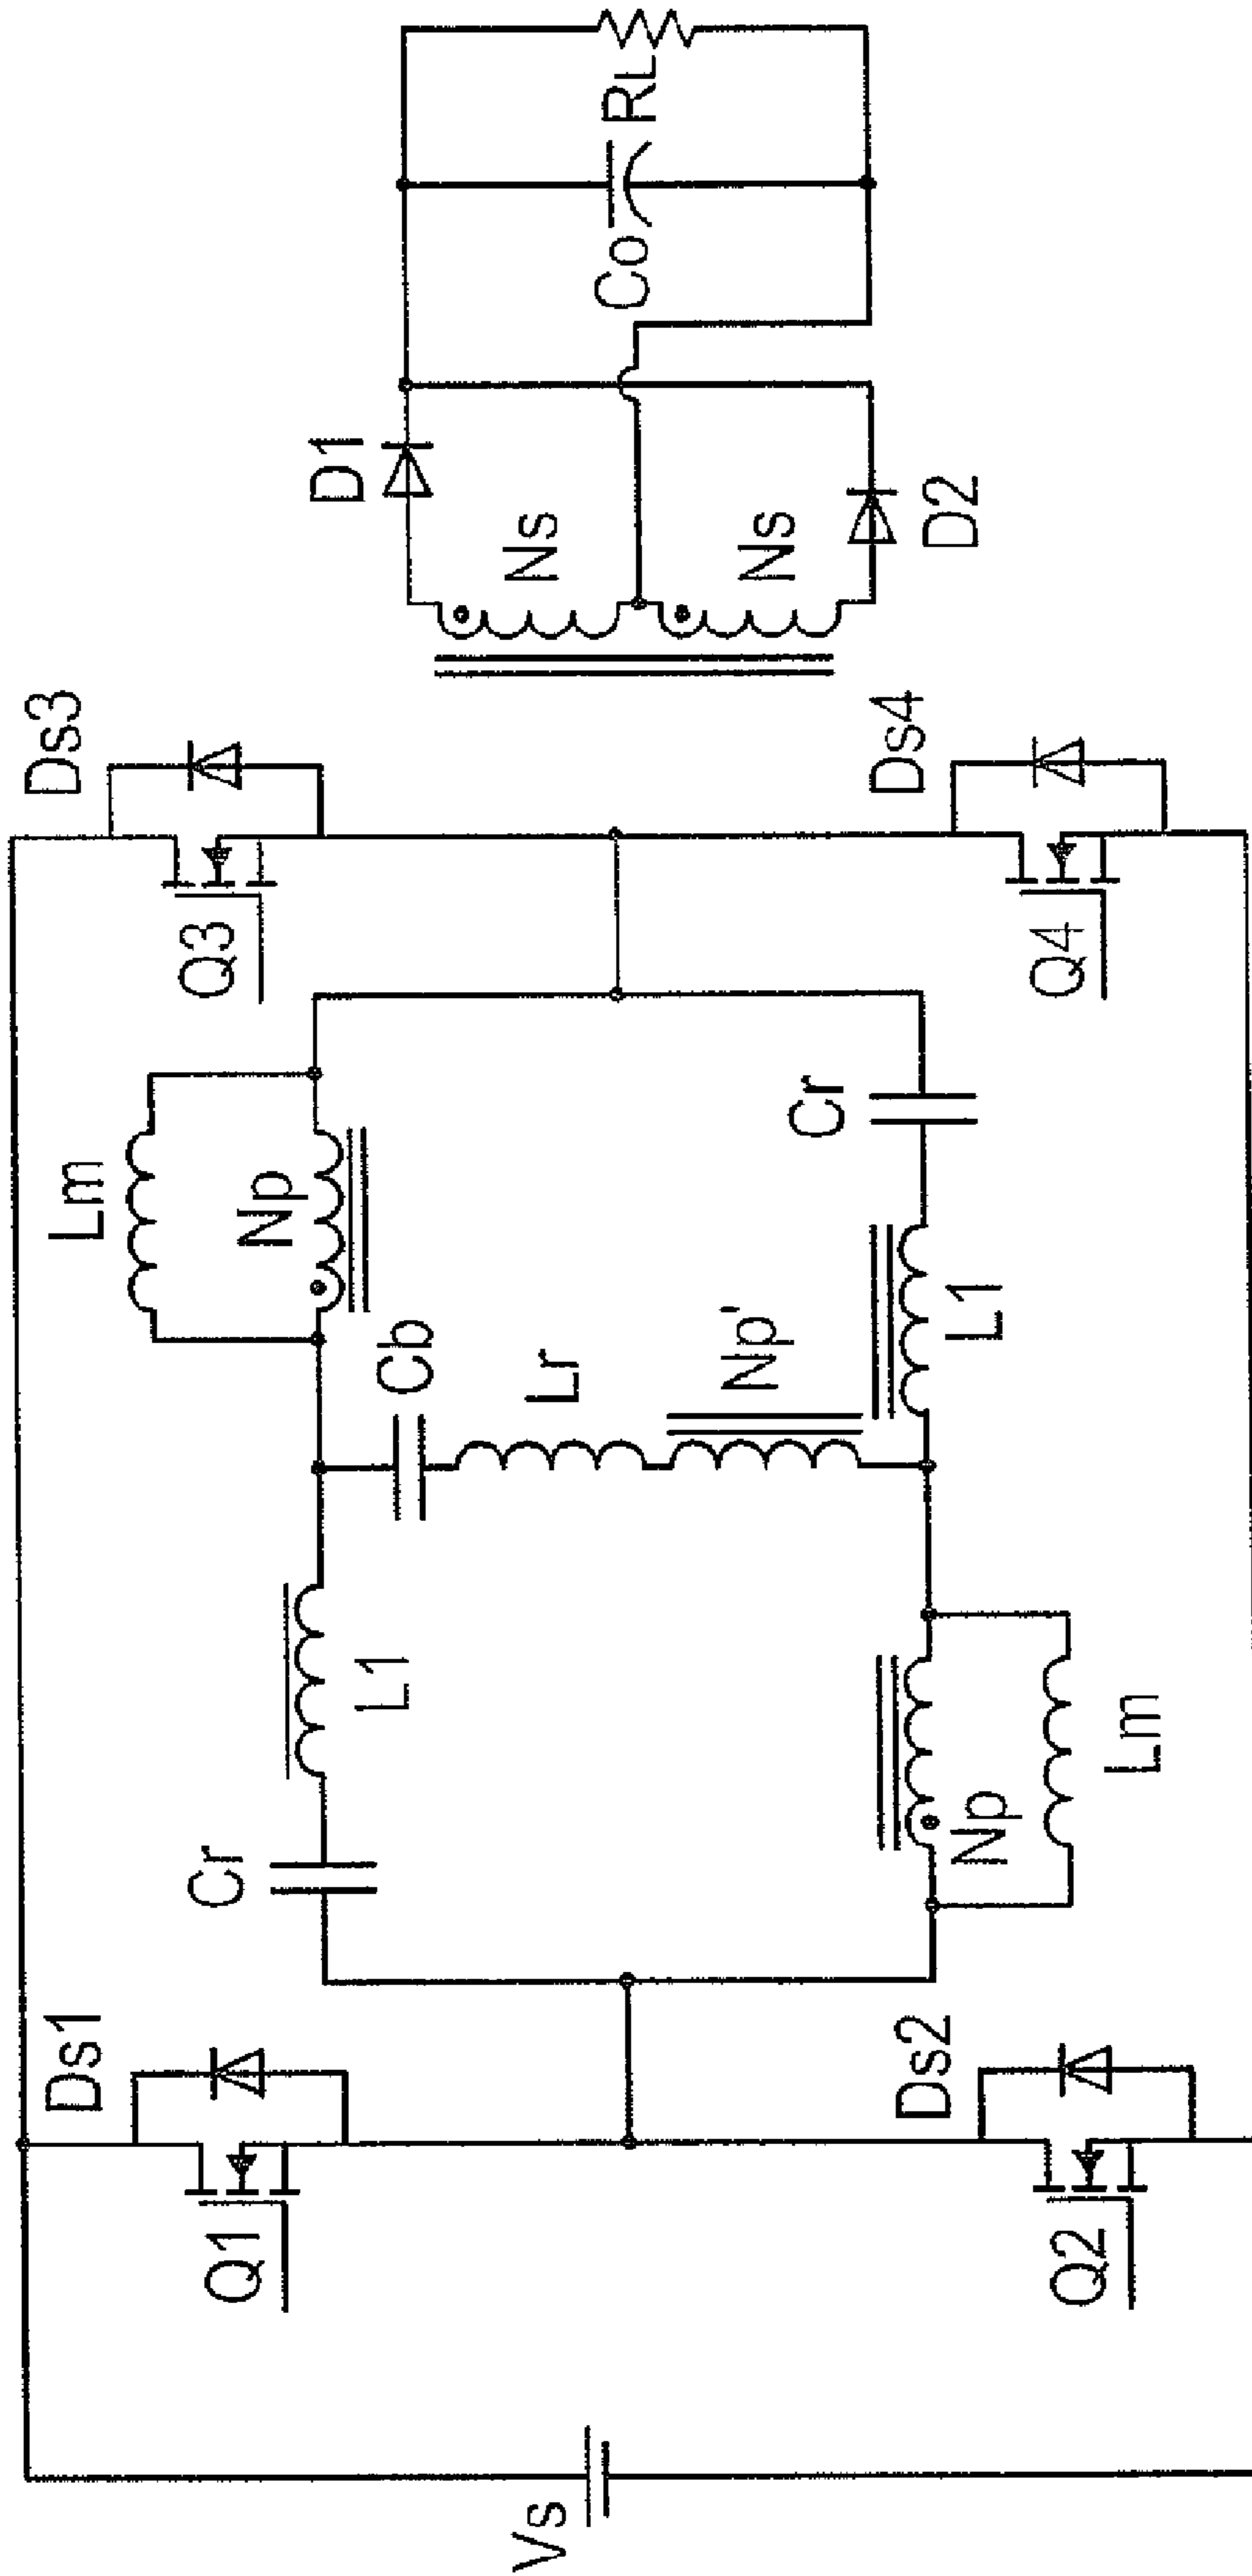 Vs
Q1
Ds1
Q2
Ds2
Cr
L1
Cb
Lr
Np'
Lm
Np
Np
Lm
L1
Cr
Q3
Ds3
Q4
Ds4
Ns
Ns
D1
D2
Co
RL